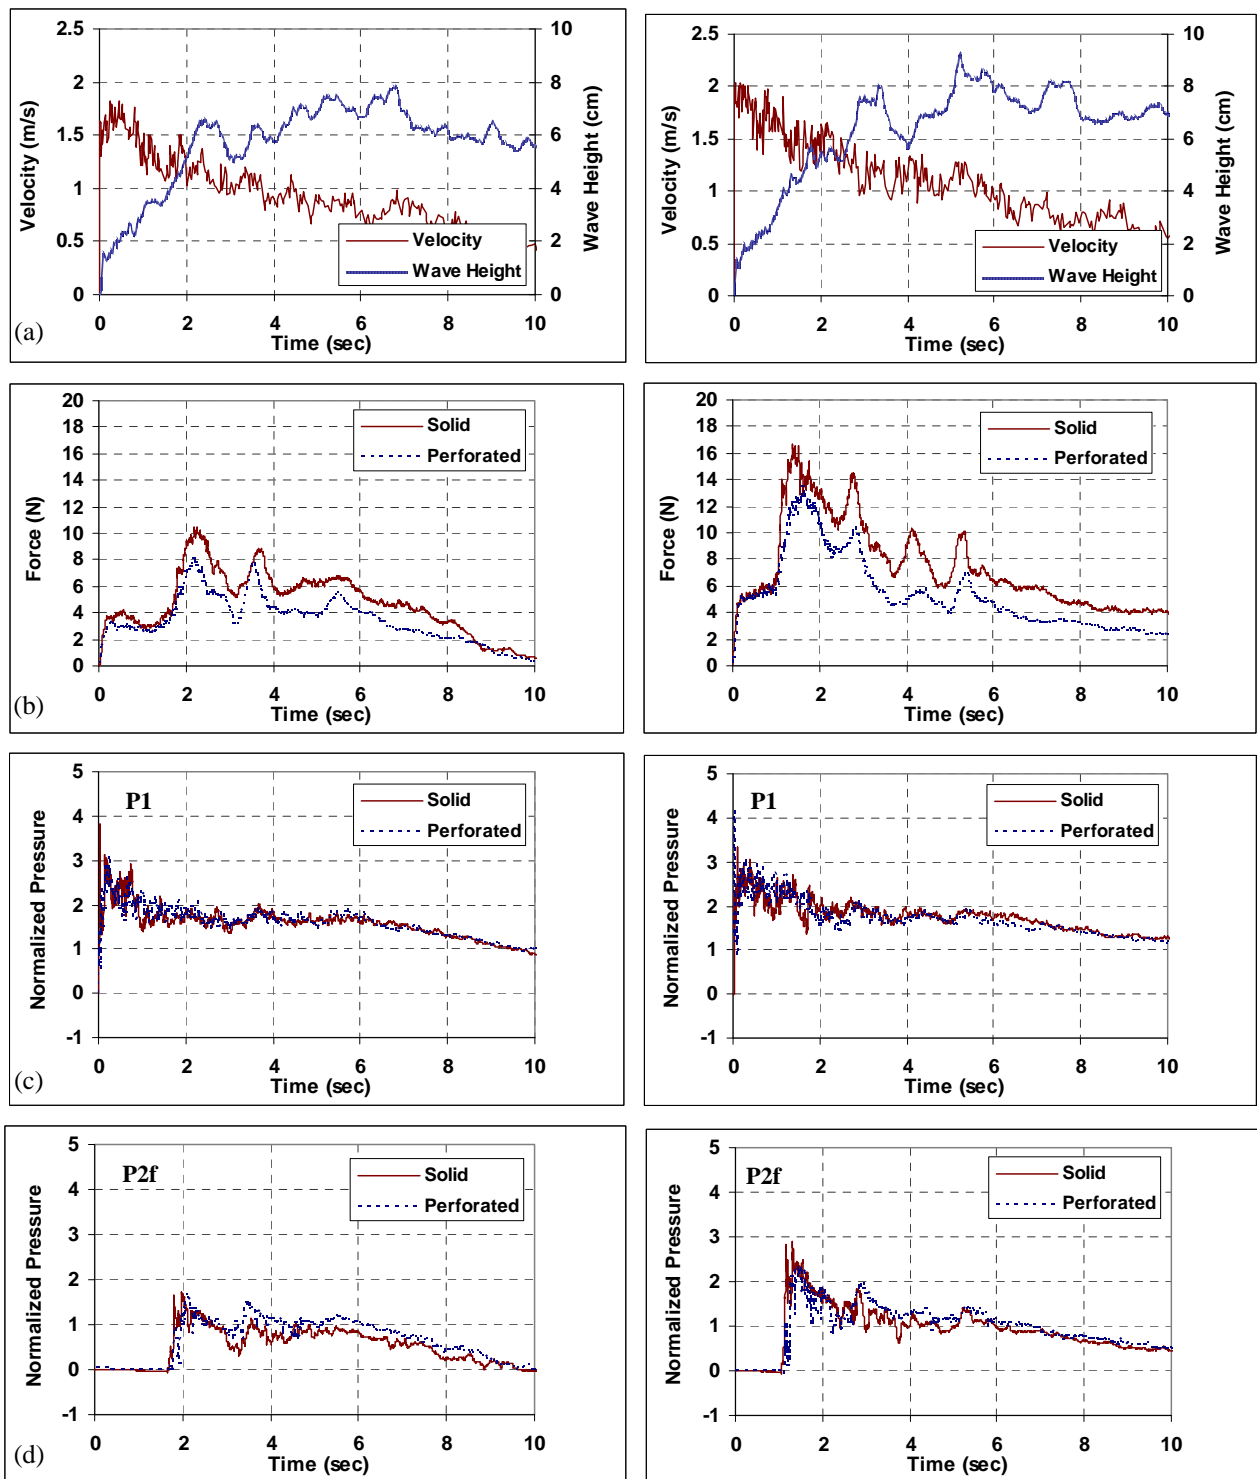 2.5
2
1.5
1
0.5
0
10
8
6
4
2
0
Velocity (m/s)
Wave Height (cm)
Velocity
Wave Height
0 2 4 6 8 10
Time (sec)
(a)
2.5
2
1.5
1
0.5
0
10
8
6
4
2
0
Velocity (m/s)
Wave Height (cm)
Velocity
Wave Height
0 2 4 6 8 10
Time (sec)
20
18
16
14
12
10
8
6
4
2
0
Force (N)
Solid
Perforated
0 2 4 6 8 10
Time (sec)
(b)
20
18
16
14
12
10
8
6
4
2
0
Force (N)
Solid
Perforated
0 2 4 6 8 10
Time (sec)
5
4
3
2
1
0
-1
Normalized Pressure
P1
Solid
Perforated
0 2 4 6 8 10
Time (sec)
(c)
5
4
3
2
1
0
-1
Normalized Pressure
P1
Solid
Perforated
0 2 4 6 8 10
Time (sec)
5
4
3
2
1
0
-1
Normalized Pressure
P2f
Solid
Perforated
0 2 4 6 8 10
Time (sec)
(d)
5
4
3
2
1
0
-1
Normalized Pressure
P2f
Solid
Perforated
0 2 4 6 8 10
Time (sec)